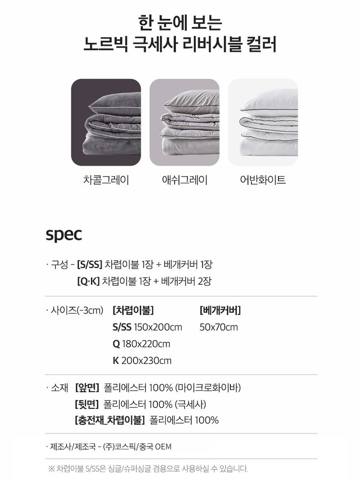 한 눈에 보는
노르빅 극세사 리버시블 컬러
차콜그레이 애쉬그레이 어반화이트
spec
· 구성 - [S/SS] 차렵이불 1장 + 베개커버 1장
[Q·K] 차렵이불 1장 + 베개커버 2장
· 사이즈(-3cm) [차렵이불] [베개커버]
S/SS 150x200cm 50x70cm
Q 180x220cm
K 200x230cm
· 소재 [앞면] 폴리에스터 100% (마이크로화이바)
[뒷면] 폴리에스터 100% (극세사)
[충전재_차렵이불] 폴리에스터 100%
· 제조사/제조국 - (주)코스픽/중국 OEM
※ 차렵이불 S/SS은 싱글/슈퍼싱글 겸용으로 사용하실 수 있습니다.